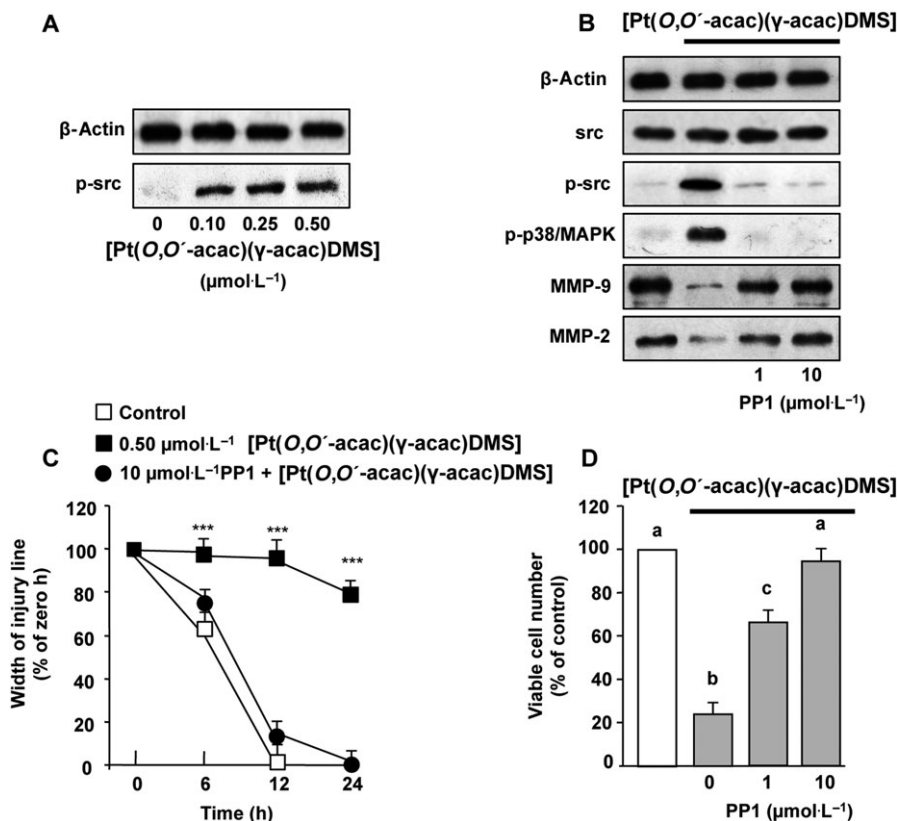 A
β-Actin
p-src
0 0.10 0.25 0.50
[Pt(O,O´-acac)(γ-acac)DMS]
(µmol·L⁻¹)
B
[Pt(O,O´-acac)(γ-acac)DMS]
β-Actin
src
p-src
p-p38/MAPK
MMP-9
MMP-2
1 10
PP1 (µmol·L⁻¹)
C
Control
0.50 µmol·L⁻¹ [Pt(O,O´-acac)(γ-acac)DMS]
10 µmol·L⁻¹PP1 + [Pt(O,O´-acac)(γ-acac)DMS]
Width of injury line
(% of zero h)
120
100
80
60
40
20
0
*** *** ***
0 6 12 24
Time (h)
D
[Pt(O,O´-acac)(γ-acac)DMS]
Viable cell number
(% of control)
120
100
80
60
40
20
0
a b c a
0 1 10
PP1 (µmol·L⁻¹)